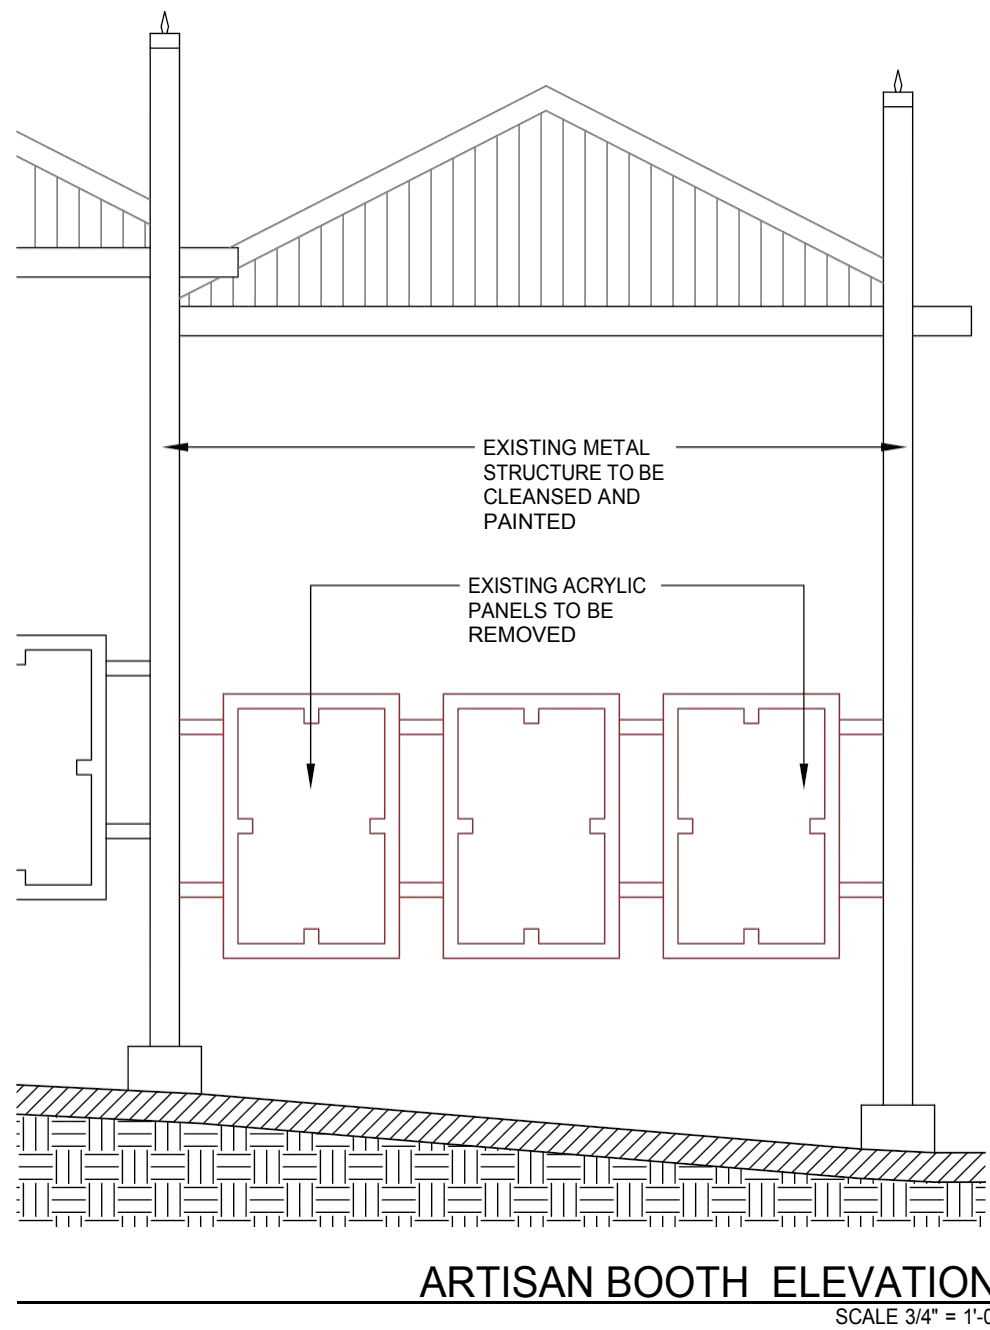 EXISTING METAL
STRUCTURE TO BE
CLEANSED AND
PAINTED
EXISTING ACRYLIC
PANELS TO BE
REMOVED
ARTISAN BOOTH ELEVATION
SCALE 3/4" = 1'-0